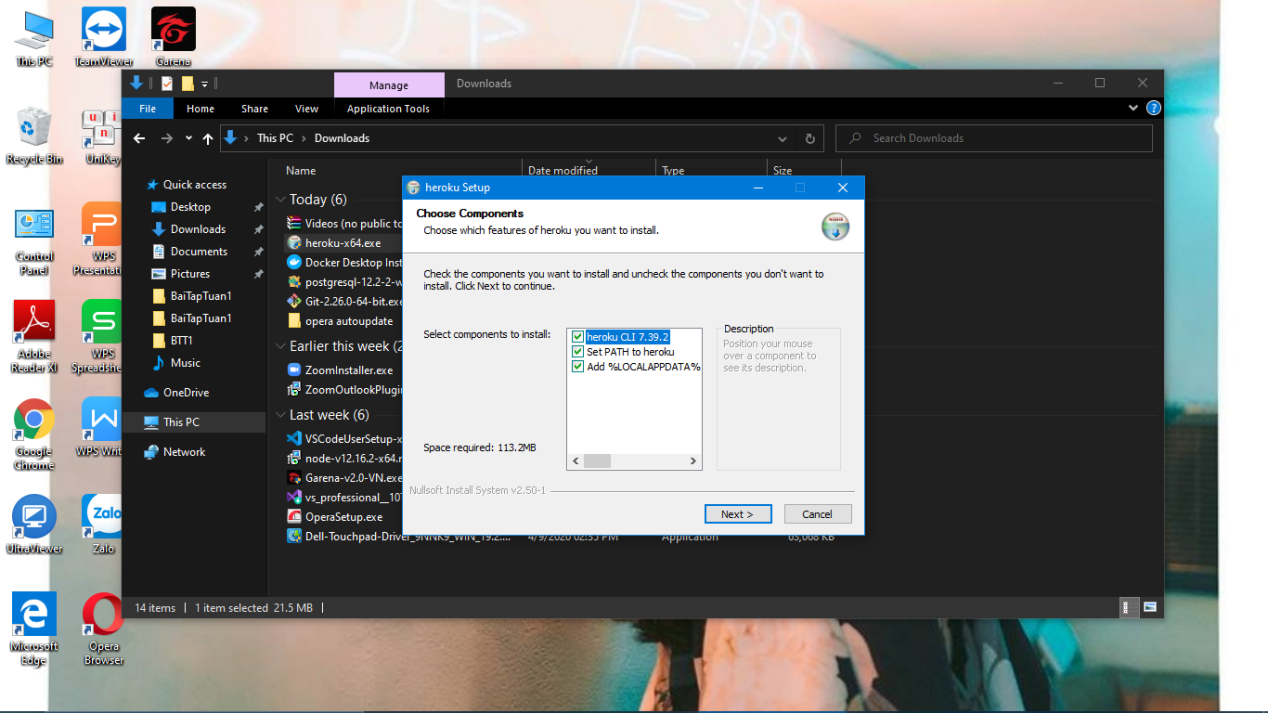 This PC
TeamViewer
Garena
Recycle Bin
UniKey
Control Panel
WPS
Adobe Reader XI
WPS
Google Chrome
UltraViewer
Zalo
Zalo
Microsoft Edge
Opera Browser
Manage
Downloads
File
Home
Share
View
Application Tools
This PC
Downloads
Search Downloads
Name
Date modified
Type
Size
Quick access
Desktop
Downloads
Documents
Pictures
BaiTapTuan1
BaiTapTuan1
BTT1
Music
OneDrive
This PC
Network
Today (6)
Videos (no public
heroku-x64.exe
Docker Desktop
postgresql-12.2-2-w
Git-2.26.0-64-bit.exe
opera autoupdate
Earlier this week (2
ZoomInstaller.exe
Last week (6)
VSCodeUserSetup-x
node-v12.16.2-x64.
Garena-v2.0-VN.exe
vs_professional__
OperaSetup.exe
14 items
1 item selected 21.5 MB
heroku Setup
Choose Components
Choose which features of heroku you want to install.
Check the components you want to install and uncheck the components you don't want to
install. Click Next to continue.
Select components to install:
heroku CLI 7.39.2
Set PATH to heroku
Add %LOCALAPPDATA%
Description
Position your mouse
over a component to
see its description.
Space required: 113.2MB
Nullsoft Install System v2.50-1
Next >
Cancel